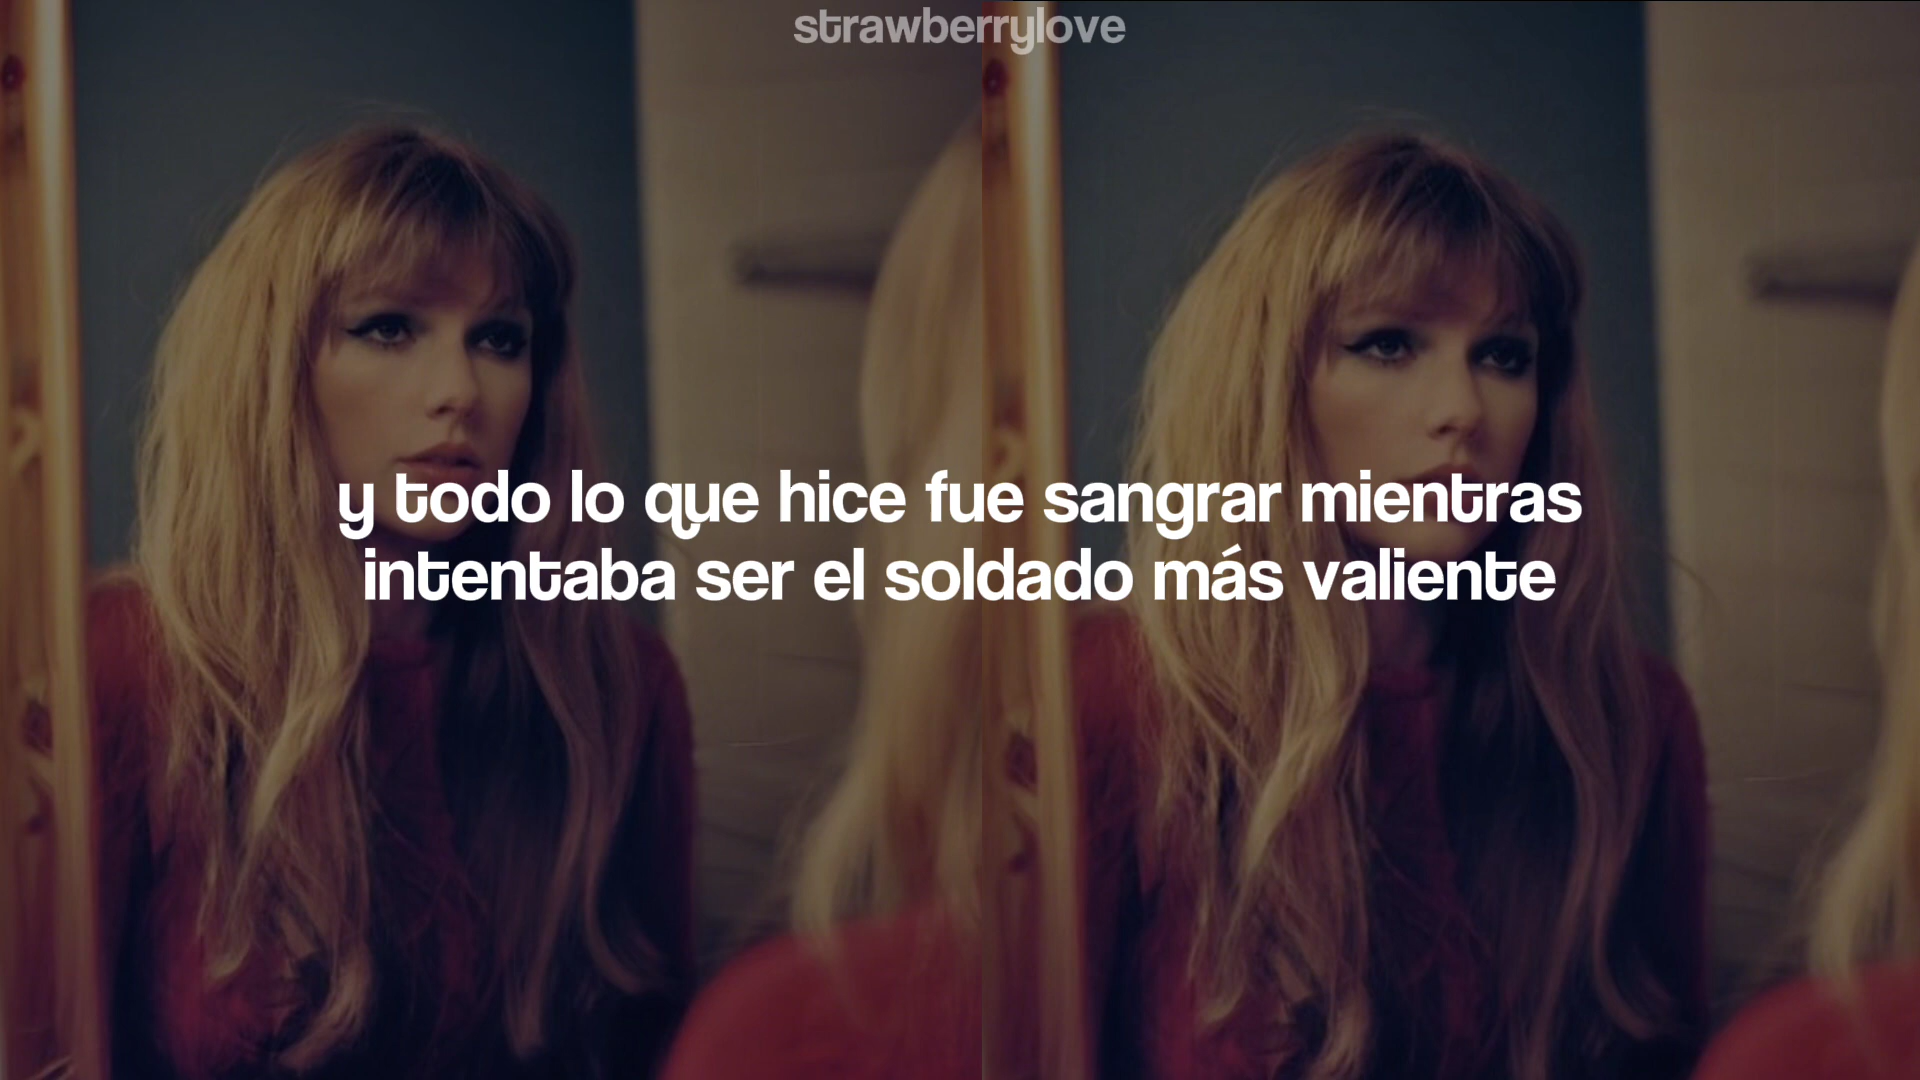 strawberrylove
y todo lo que hice fue sangrar mientras
intentaba ser el soldado más valiente